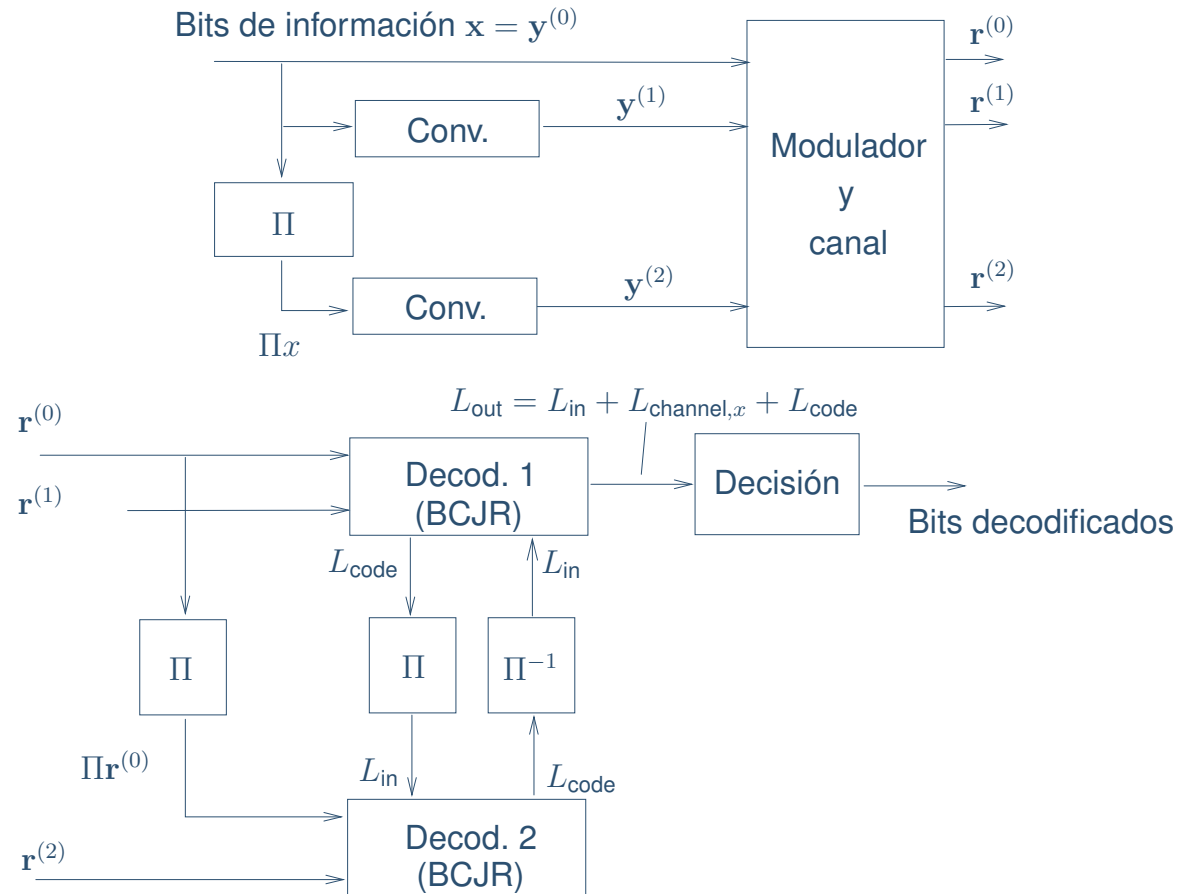 Bits de información x = y^(0)
r^(0)
y^(1)
r^(1)
Conv.
Modulador
y
canal
Π
y^(2)
r^(2)
Conv.
Πx
L_out = L_in + L_channel,x + L_code
r^(0)
Decod. 1
(BCJR)
Decisión
r^(1)
Bits decodificados
L_code
L_in
Π
Π
Π^−1
Πr^(0)
L_in
L_code
Decod. 2
(BCJR)
r^(2)